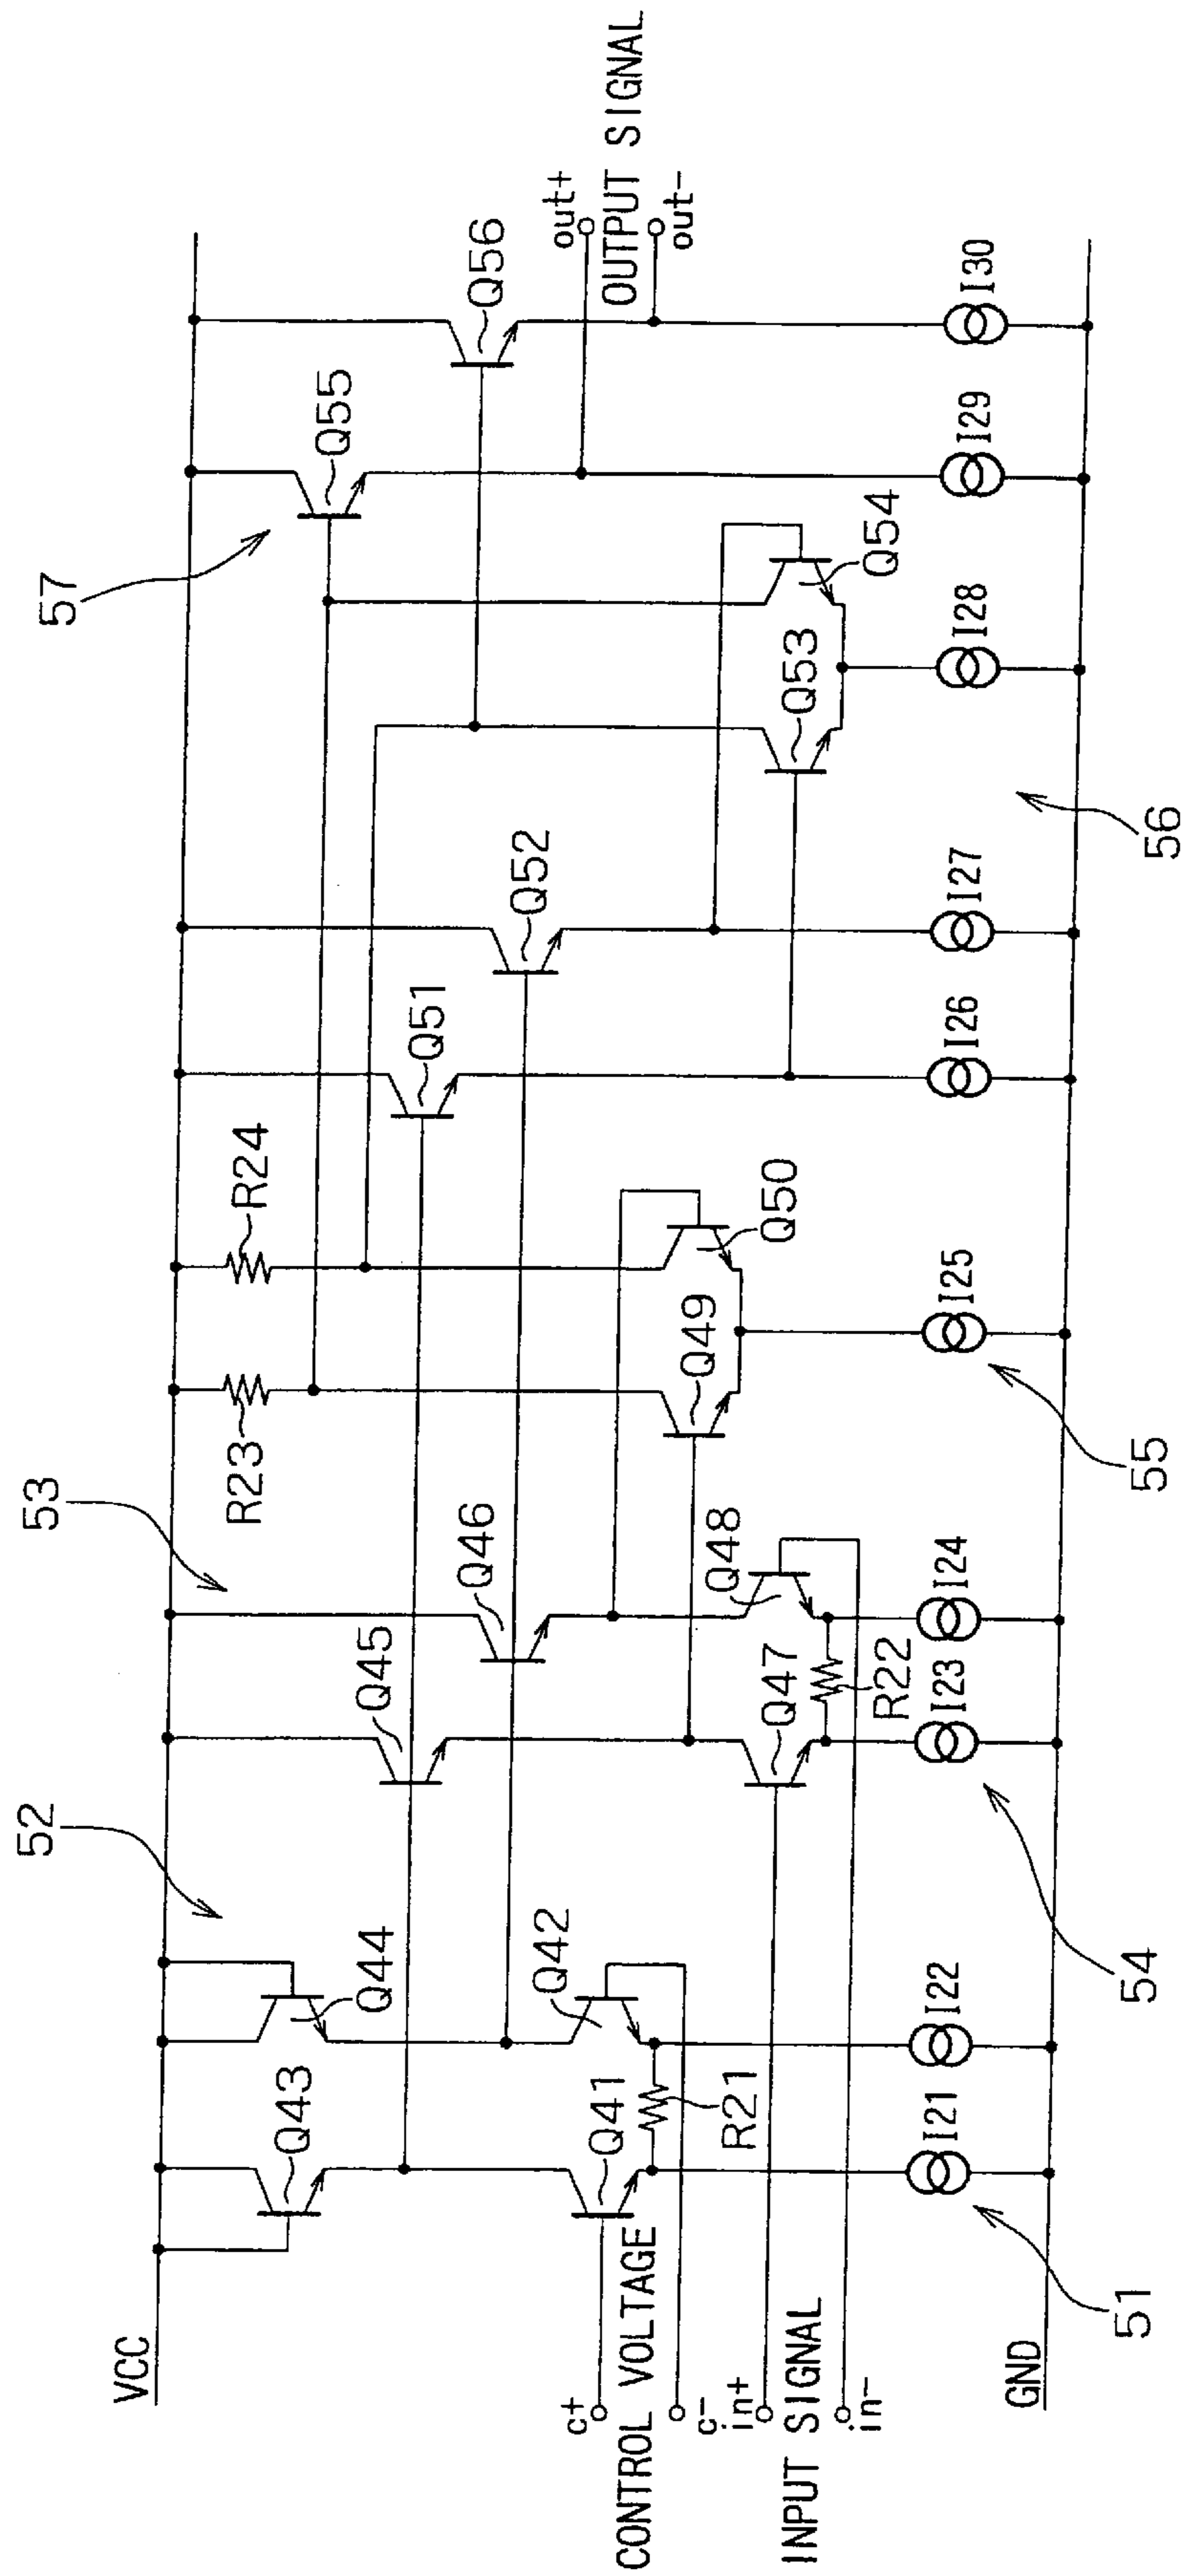 VCC
c+
CONTROL VOLTAGE
c-
in+
INPUT SIGNAL
in-
GND
51
52
53
54
55
56
57
Q43
Q44
Q41
Q42
R21
I21
I22
Q45
Q46
Q47
Q48
R22
I23
I24
R23
R24
Q49
Q50
I25
Q51
Q52
I26
I27
Q53
Q54
I28
Q55
Q56
I29
I30
out+
OUTPUT SIGNAL
out-